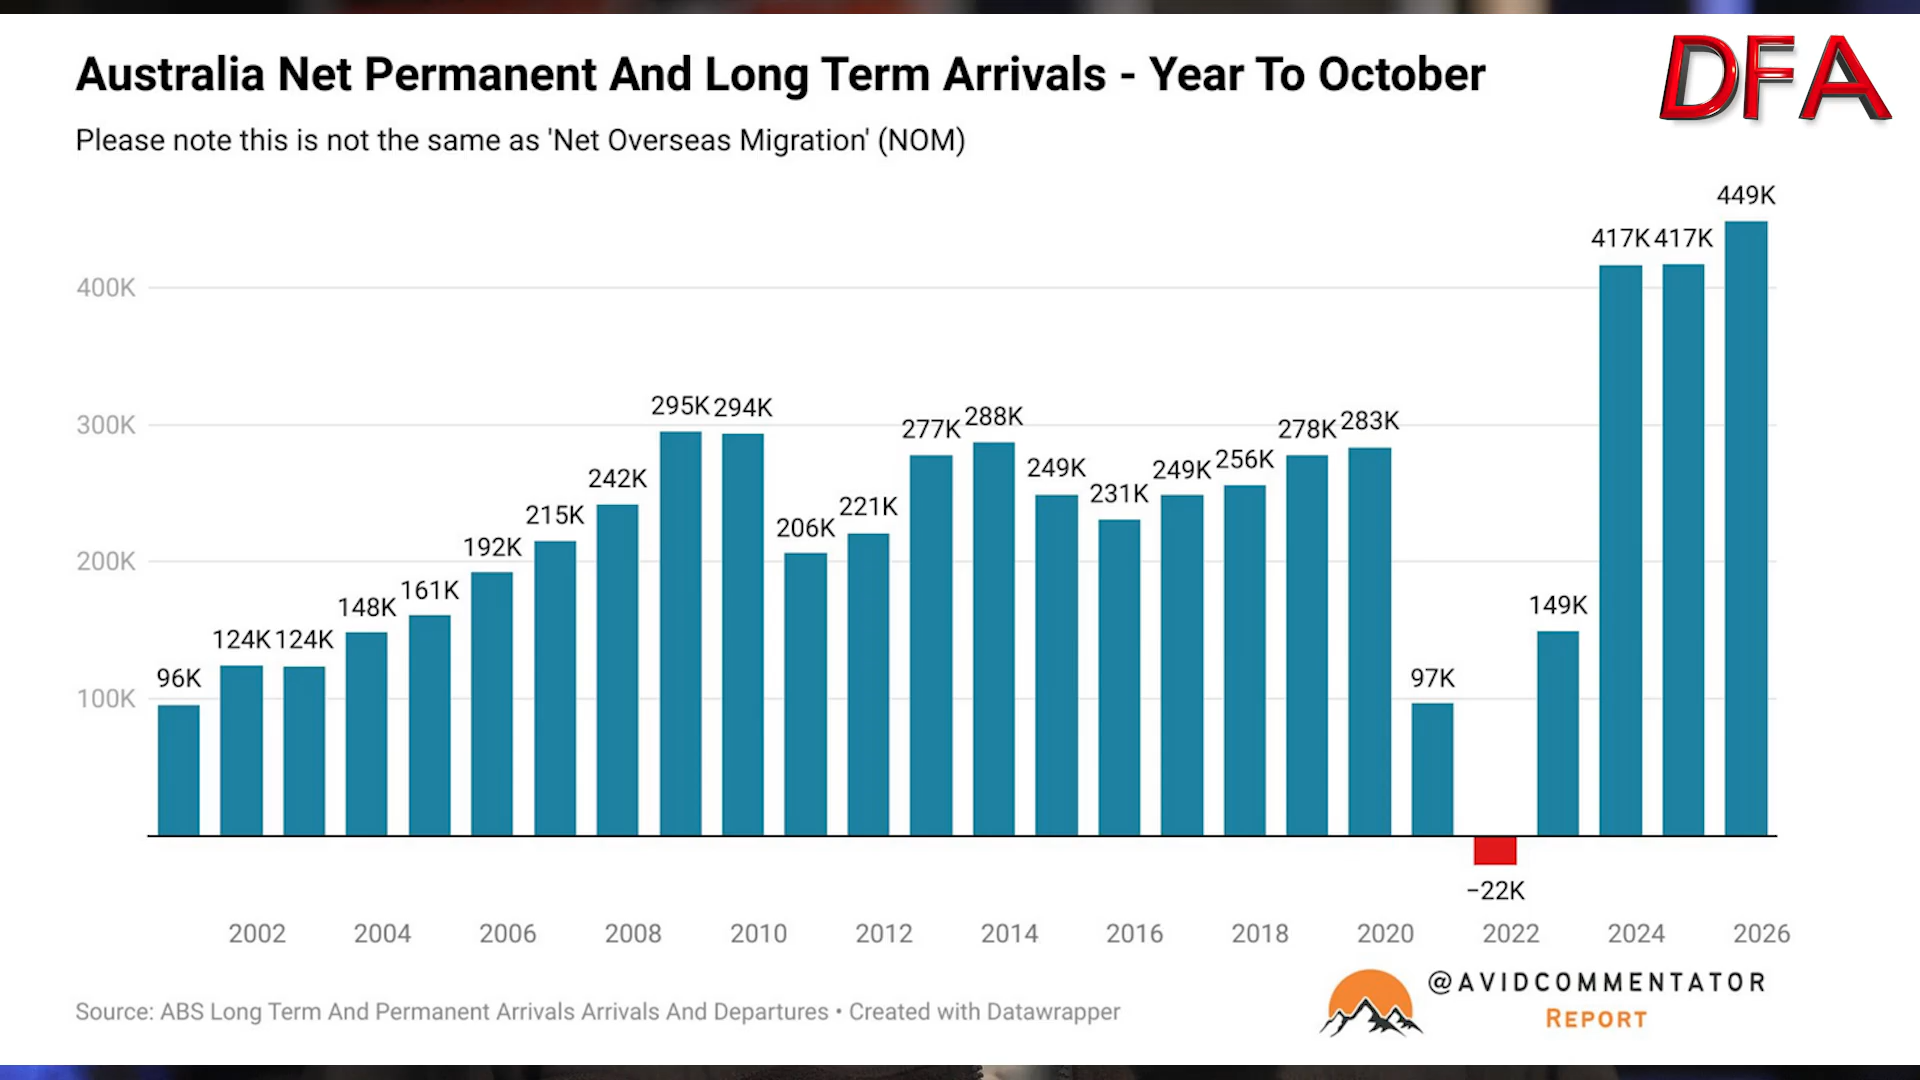 Australia Net Permanent And Long Term Arrivals - Year To October
DFA
Please note this is not the same as 'Net Overseas Migration' (NOM)
449K
417K 417K
400K
295K 294K
288K
277K
283K
278K
300K
249K
249K
256K
242K
231K
221K
215K
206K
192K
200K
161K
148K
149K
124K 124K
96K
97K
100K
−22K
2002 2004 2006 2008 2010 2012 2014 2016 2018 2020 2022 2024 2026
@AVIDCOMMENTATOR
REPORT
Source: ABS Long Term And Permanent Arrivals Arrivals And Departures • Created with Datawrapper